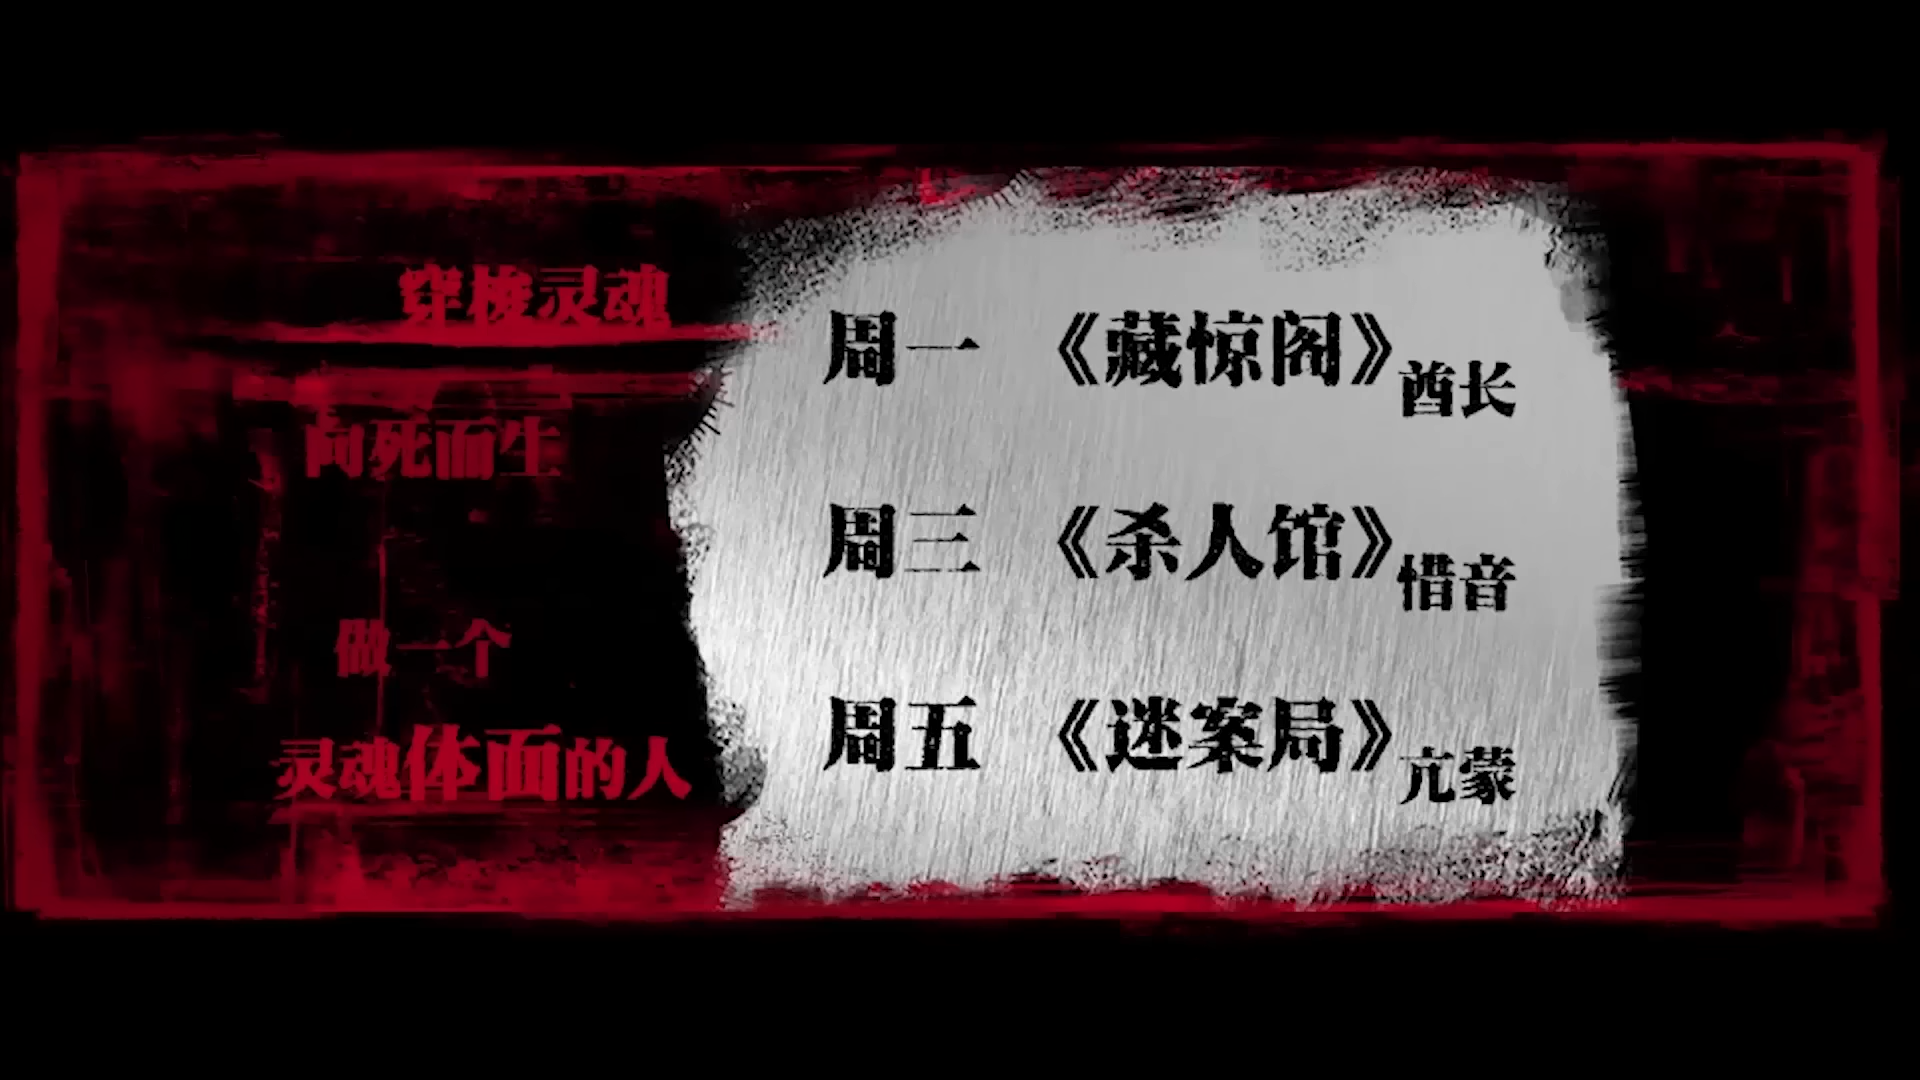 穿梭灵魂
向死而生
做一个
灵魂体面的人
周一 《藏惊阁》酋长
周三 《杀人馆》惜音
周五 《迷案局》亢蒙